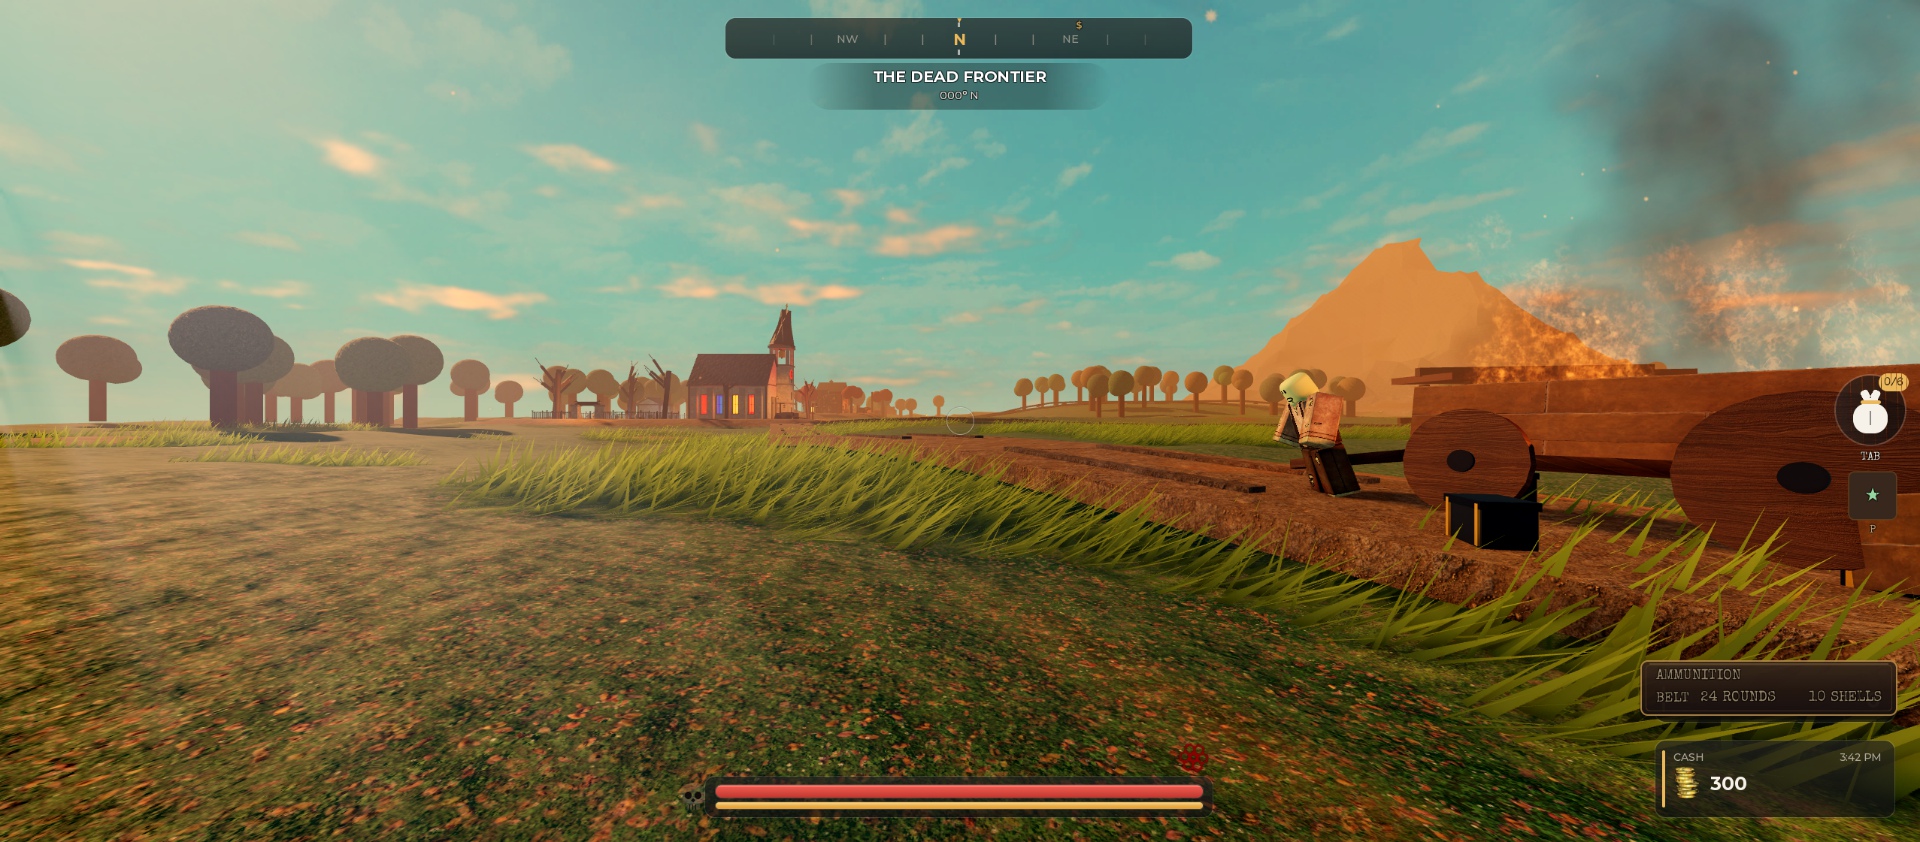 NW N NE $
THE DEAD FRONTIER
000° N
0/6
TAB
P
AMMUNITION
BELT 24 ROUNDS 10 SHELLS
CASH 3:42 PM
300